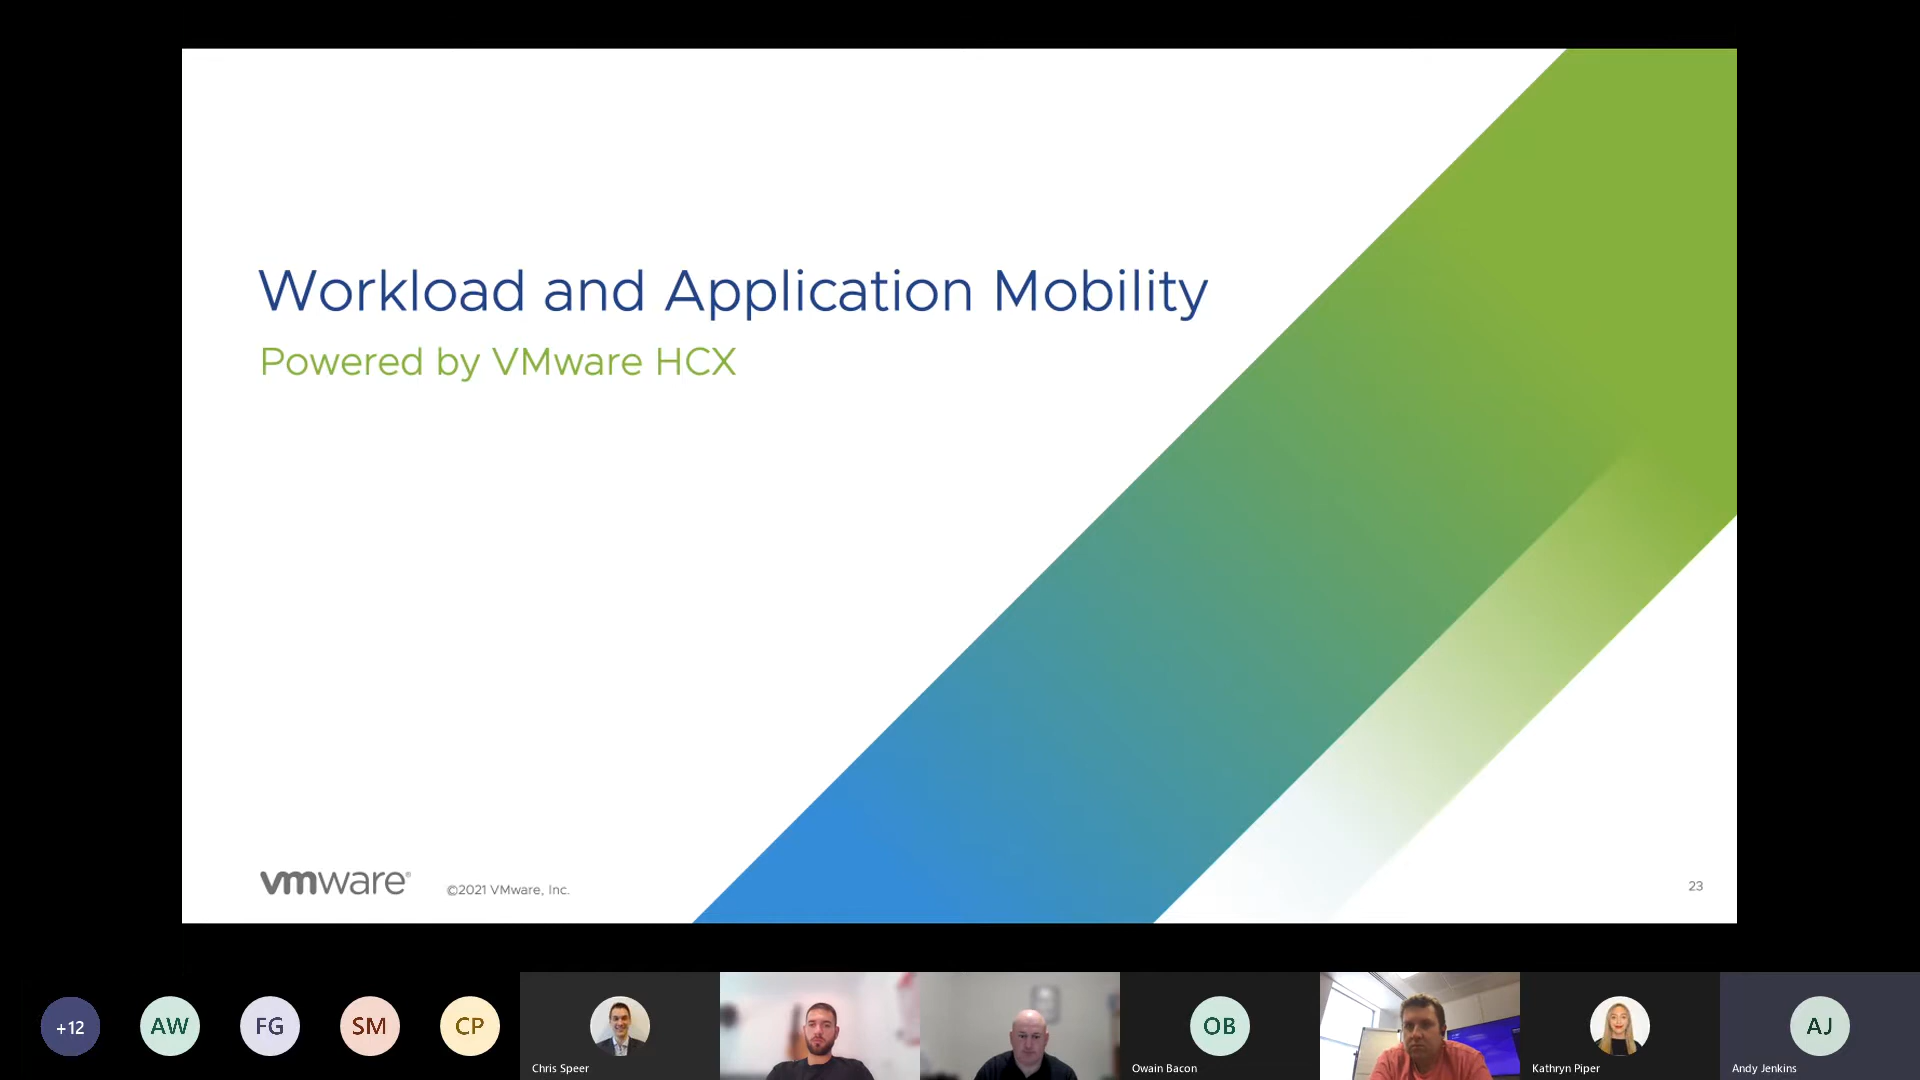 Workload and Application Mobility
Powered by VMware HCX
vmware®
©2021 VMware, Inc.
23
+12
AW
FG
SM
CP
Chris Speer
OB
Owain Bacon
Kathryn Piper
AJ
Andy Jenkins